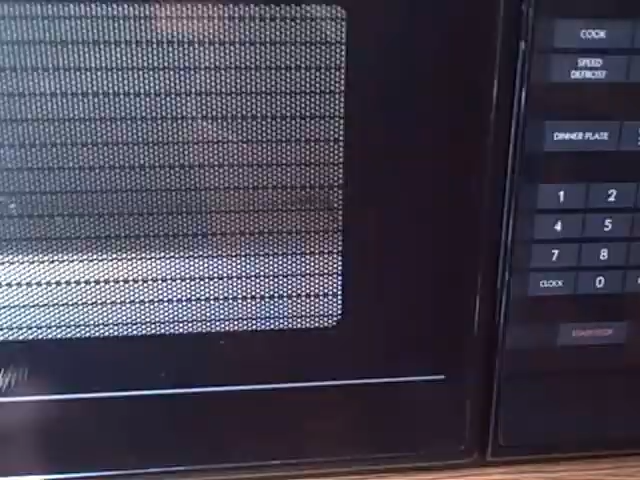 COOK
SPEED
DEFROST
DINNER PLATE
1 2
4 5
7 8
CLOCK 0